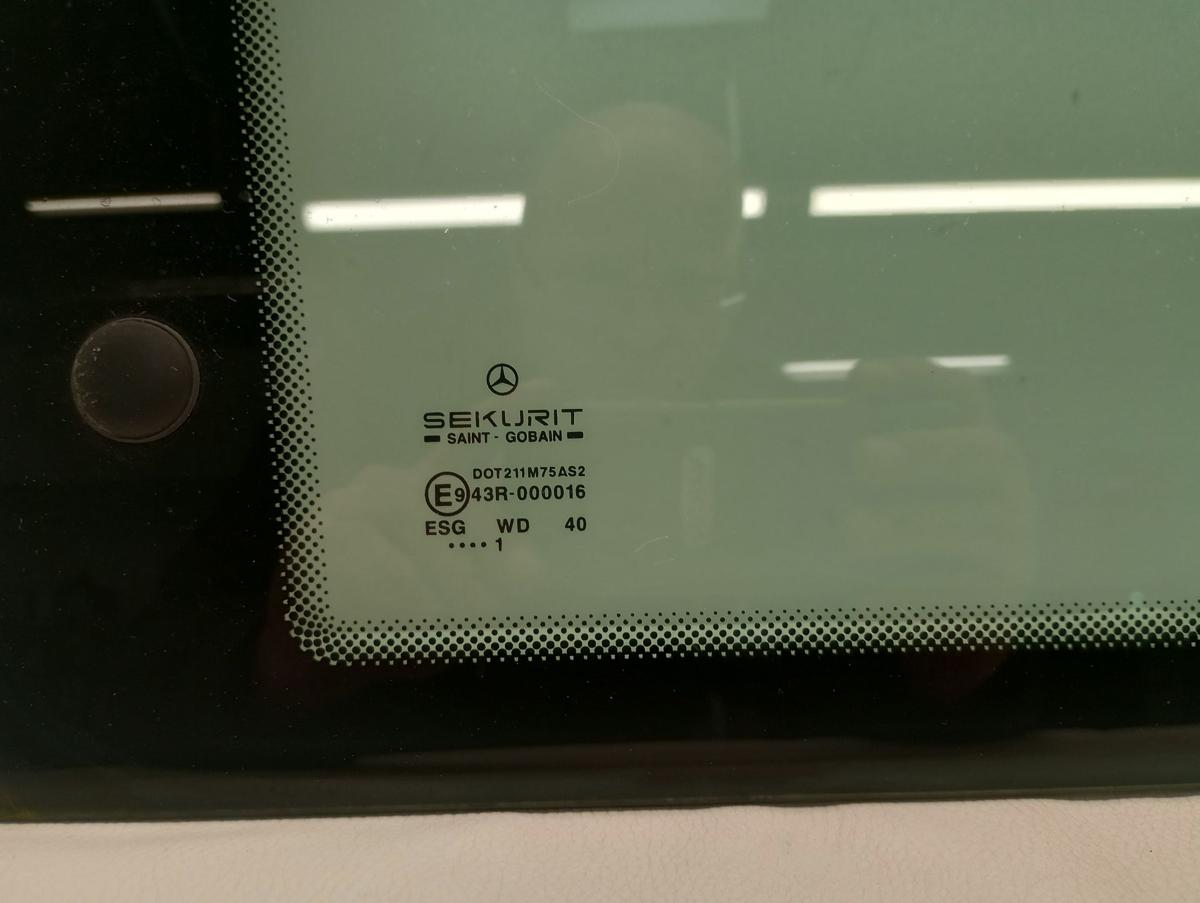 SEKURIT
SAINT - GOBAIN
DOT211M75AS2
E9 43R-000016
ESG WD 40
.... 1